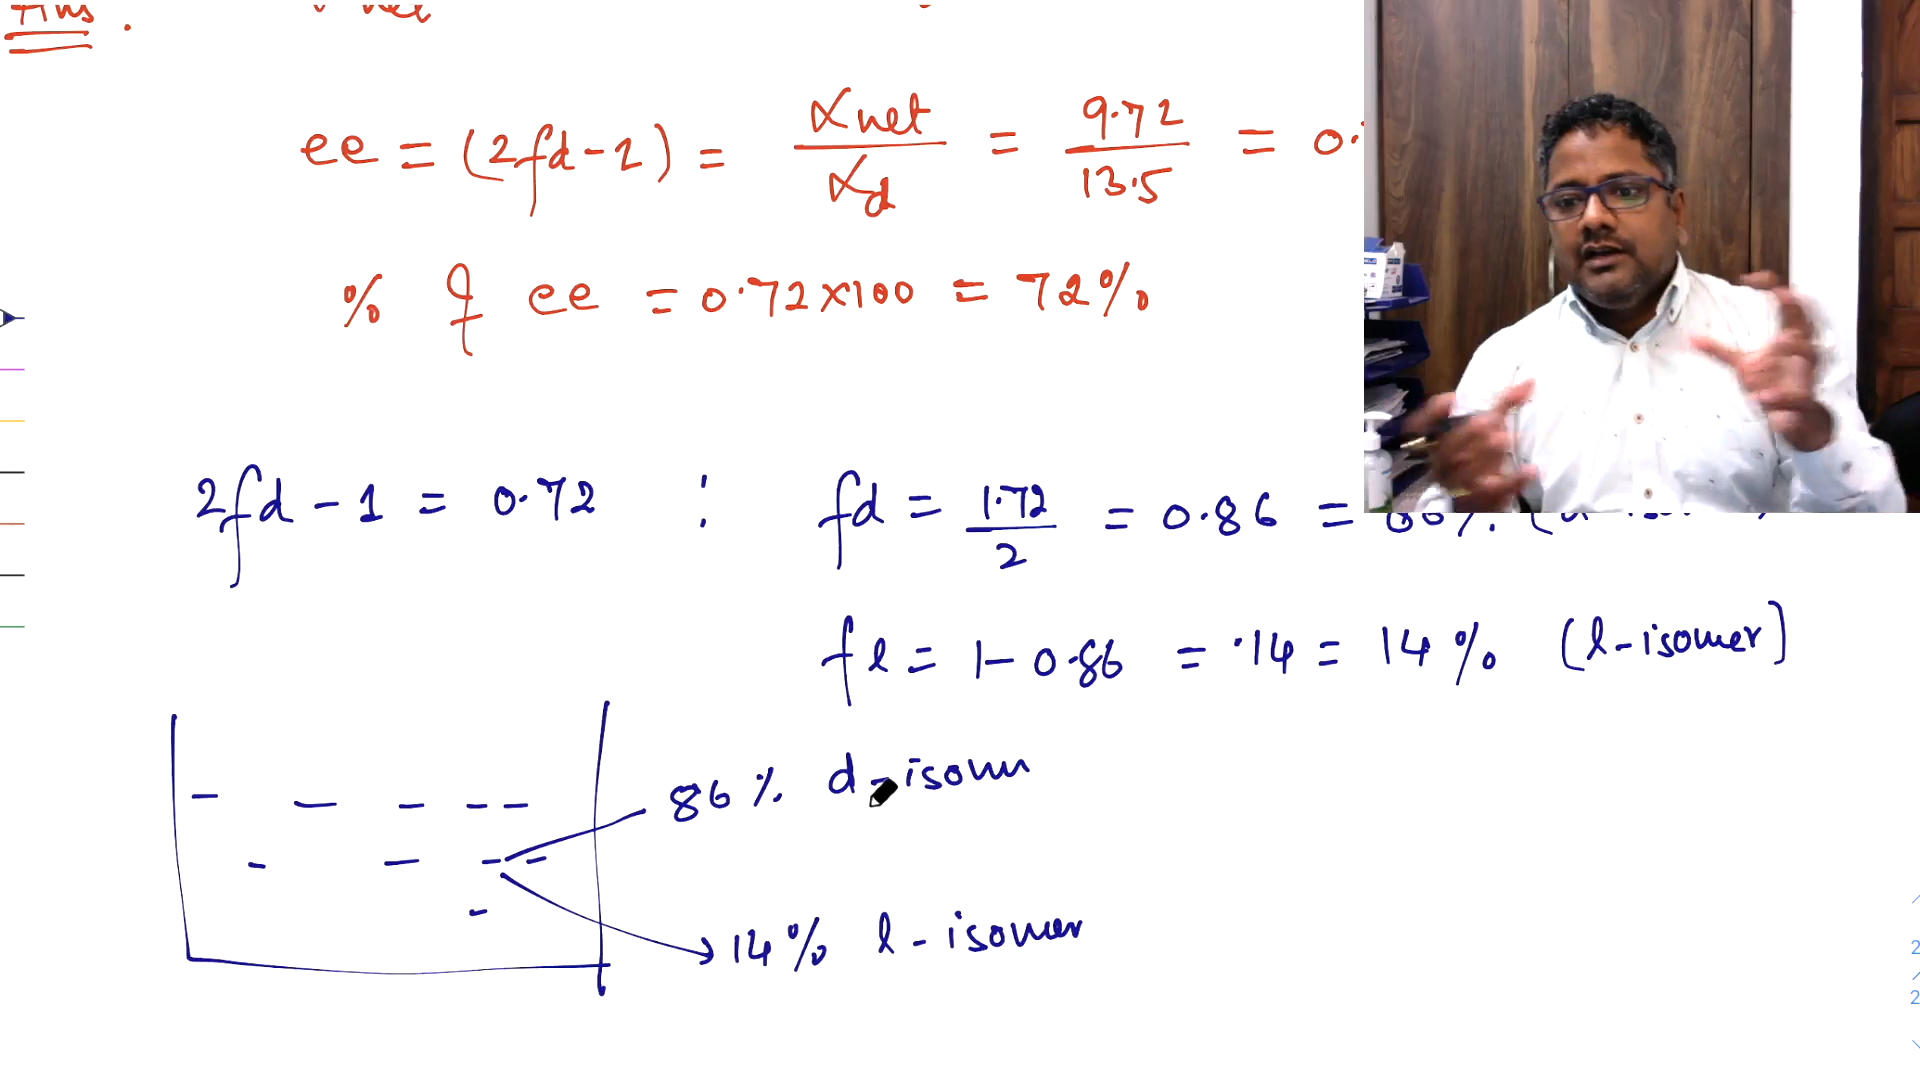 Ans.
ee = (2fd-1) = αnet/αd = 9.72/13.5 = 0.
% of ee = 0.72×100 = 72%
2fd - 1 = 0.72 : fd = 1.72/2 = 0.86 =
fl = 1 - 0.86 = .14 = 14% (l-isomer)
86% d-isomer
14% l-isomer